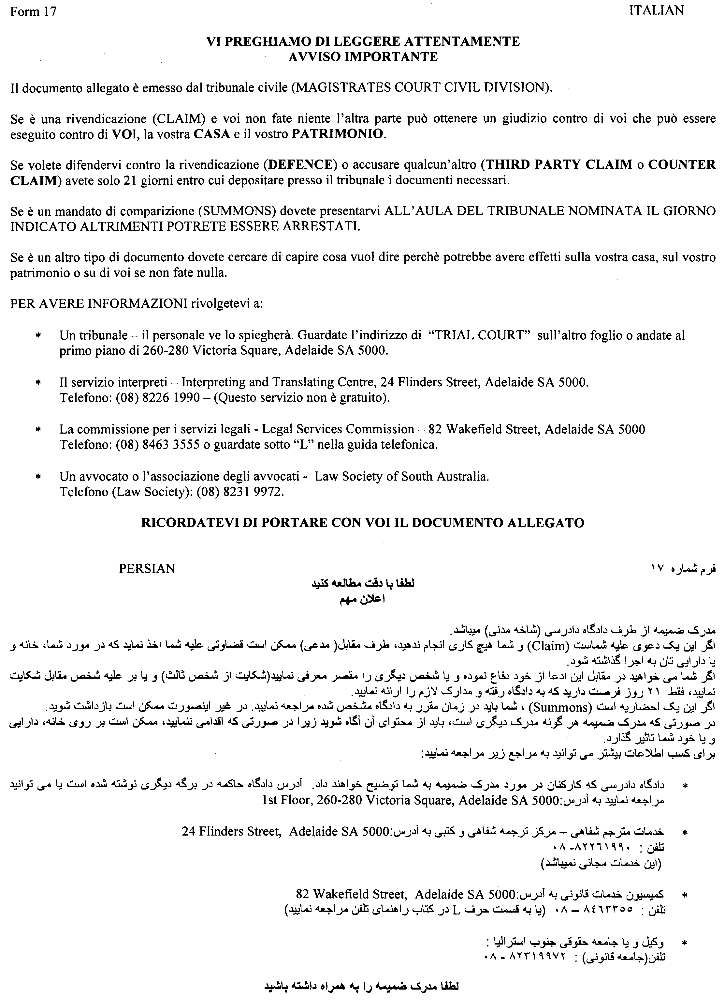 Form 17 ITALIAN
VI PREGHIAMO DI LEGGERE ATTENTAMENTE
AVVISO IMPORTANTE
Il documento allegato è emesso dal tribunale civile (MAGISTRATES COURT CIVIL DIVISION).
Se è una rivendicazione (CLAIM) e voi non fate niente l'altra parte può ottenere un giudizio contro di voi che può essere
eseguito contro di VOI, la vostra CASA e il vostro PATRIMONIO.
Se volete difendervi contro la rivendicazione (DEFENCE) o accusare qualcun'altro (THIRD PARTY CLAIM o COUNTER
CLAIM) avete solo 21 giorni entro cui depositare presso il tribunale i documenti necessari.
Se è un mandato di comparizione (SUMMONS) dovete presentarvi ALL'AULA DEL TRIBUNALE NOMINATA IL GIORNO
INDICATO ALTRIMENTI POTRETE ESSERE ARRESTATI.
Se è un altro tipo di documento dovete cercare di capire cosa vuol dire perchè potrebbe avere effetti sulla vostra casa, sul vostro
patrimonio o su di voi se non fate nulla.
PER AVERE INFORMAZIONI rivolgetevi a:
* Un tribunale – il personale ve lo spiegherà. Guardate l'indirizzo di “TRIAL COURT” sull'altro foglio o andate al
primo piano di 260-280 Victoria Square, Adelaide SA 5000.
* Il servizio interpreti – Interpreting and Translating Centre, 24 Flinders Street, Adelaide SA 5000.
Telefono: (08) 8226 1990 – (Questo servizio non è gratuito).
* La commissione per i servizi legali - Legal Services Commission – 82 Wakefield Street, Adelaide SA 5000
Telefono: (08) 8463 3555 o guardate sotto “L” nella guida telefonica.
* Un avvocato o l'associazione degli avvocati - Law Society of South Australia.
Telefono (Law Society): (08) 8231 9972.
RICORDATEVI DI PORTARE CON VOI IL DOCUMENTO ALLEGATO
فرم شماره ١٧ PERSIAN
لطفا با دقت مطالعه کنید
اعلان مهم
مدرک ضمیمه از طرف دادگاه دادرسی (شاخه مدنی) میباشد.
اگر این یک دعوی علیه شماست (Claim) و شما هیچ کاری انجام ندهید، طرف مقابل( مدعی) ممکن است قضاوتی علیه شما اخذ نماید که در مورد شما، خانه و
یا دارایی تان به اجرا گذاشته شود.
اگر شما می خواهید در مقابل این ادعا از خود دفاع نموده و یا شخص دیگری را مقصر معرفی نمایید(شکایت از شخص ثالث) و یا بر علیه شخص مقابل شکایت
نمایید، فقط ٢١ روز فرصت دارید که به دادگاه رفته و مدارک لازم را ارائه نمایید.
اگر این یک احضاریه است (Summons) ، شما باید در زمان مقرر به دادگاه مشخص شده مراجعه نمایید. در غیر اینصورت ممکن است بازداشت شوید.
در صورتی که مدرک ضمیمه هر گونه مدرک دیگری است، باید از محتوای آن آگاه شوید زیرا در صورتی که اقدامی ننمایید، ممکن است بر روی خانه، دارایی
و یا خود شما تاثیر گذارد.
برای کسب اطلاعات بیشتر می توانید به مراجع زیر مراجعه نمایید:
* دادگاه دادرسی که کارکنان در مورد مدرک ضمیمه به شما توضیح خواهند داد. آدرس دادگاه حاکمه در برگه دیگری نوشته شده است یا می توانید
مراجعه نمایید به آدرس:1st Floor, 260-280 Victoria Square, Adelaide SA 5000
* خدمات مترجم شفاهی – مرکز ترجمه شفاهی و کتبی به آدرس:24 Flinders Street, Adelaide SA 5000
تلفن : ٠٨ -٨٢٢٦١٩٩٠
(این خدمات مجانی نمیباشد)
* کمیسیون خدمات قانونی به آدرس:82 Wakefield Street, Adelaide SA 5000
تلفن : ٠٨ – ٨٤٦٣٣٥٥ (یا به قسمت حرف L در کتاب راهنمای تلفن مراجعه نمایید)
* وکیل و یا جامعه حقوقی جنوب استرالیا :
تلفن(جامعه قانونی) : ٠٨ - ٨٢٣١٩٩٧٢
لطفا مدرک ضمیمه را به همراه داشته باشید